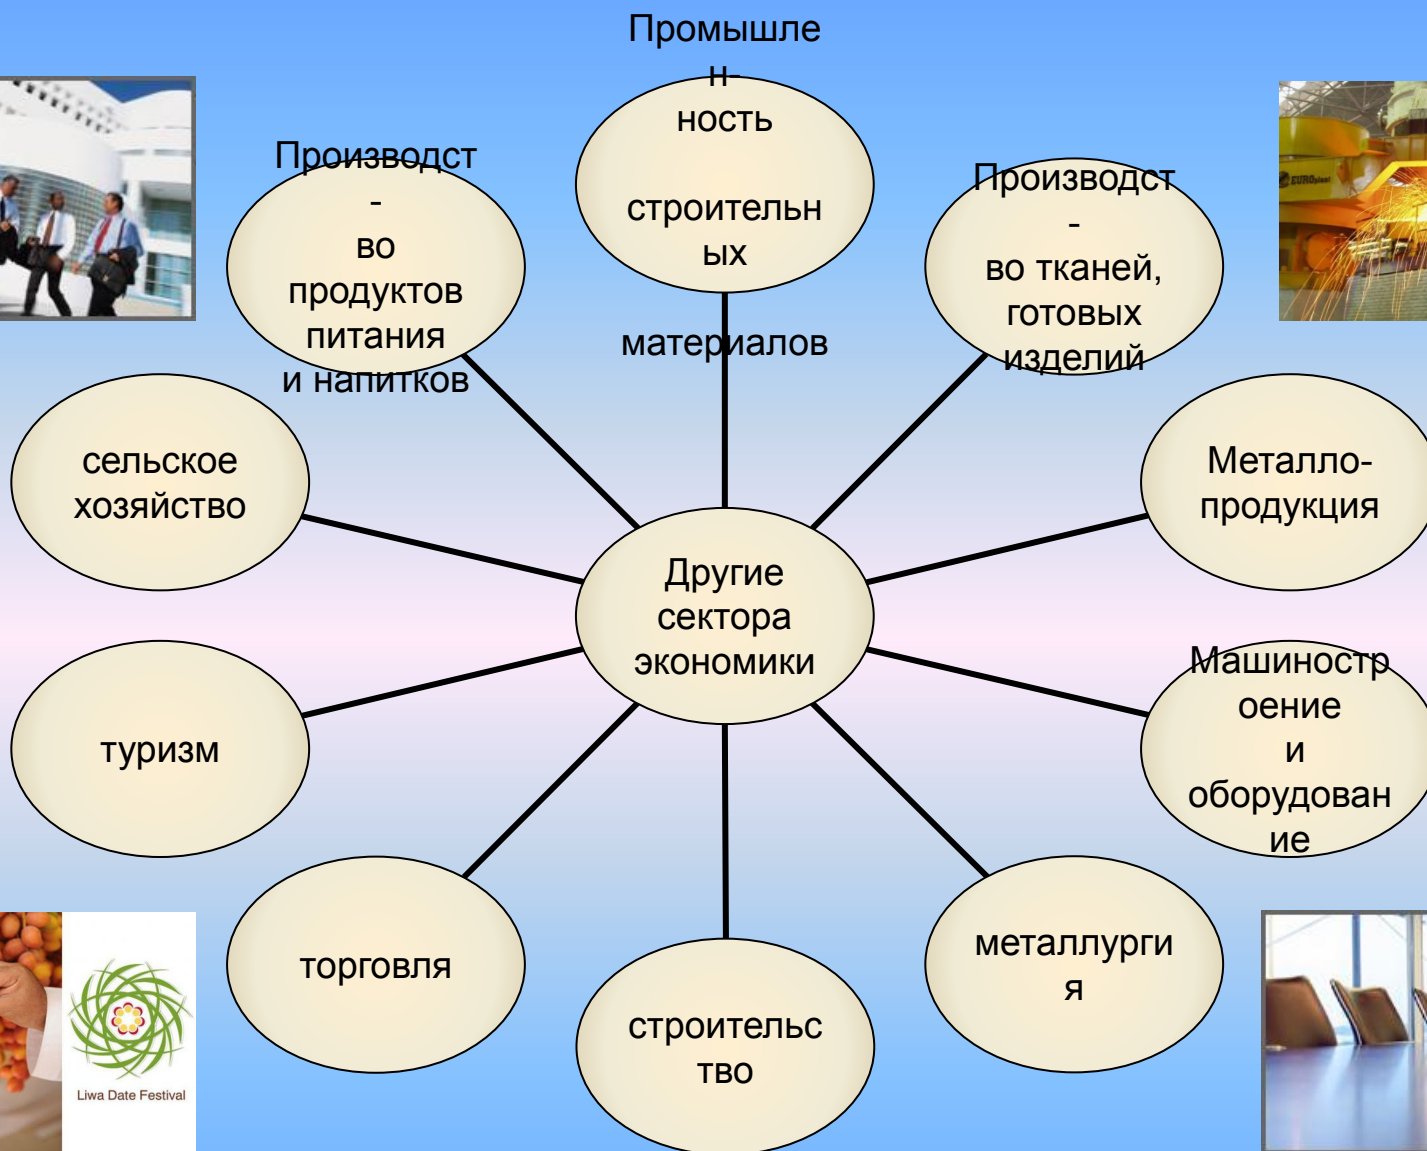 Промышле
н-
ность
строительн
ых
материалов
Производст
-
во
продуктов
питания
и напитков
Производст
-
во тканей,
готовых
изделий
EUROplant
сельское
хозяйство
Металло-
продукция
Другие
сектора
экономики
туризм
Машиностр
оение
и
оборудован
ие
торговля
металлурги
я
строительс
тво
Liwa Date Festival